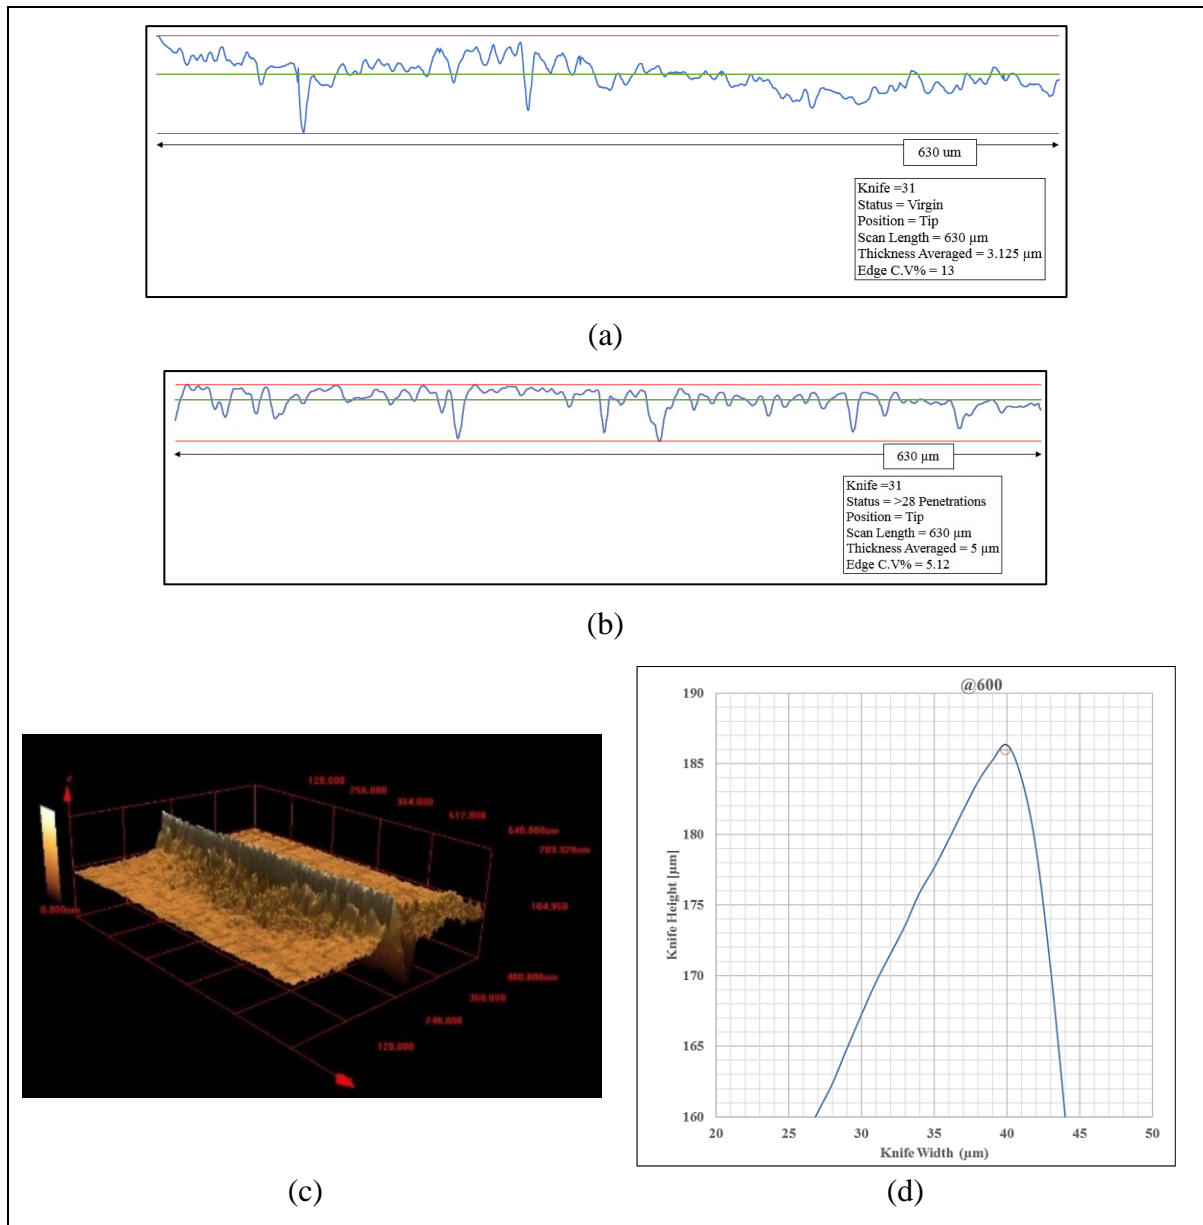 630 um
Knife =31
Status = Virgin
Position = Tip
Scan Length = 630 µm
Thickness Averaged = 3.125 µm
Edge C.V% = 13
(a)
630 µm
Knife =31
Status = >28 Penetrations
Position = Tip
Scan Length = 630 µm
Thickness Averaged = 5 µm
Edge C.V% = 5.12
(b)
z
128.000
256.000
384.000
512.000
640.000um
209.920um
104.960
0.000um
480.000um
360.000
240.000
120.000
(c)
@600
190
185
180
175
170
165
160
Knife Height [µm]
20 25 30 35 40 45 50
Knife Width (µm)
(d)